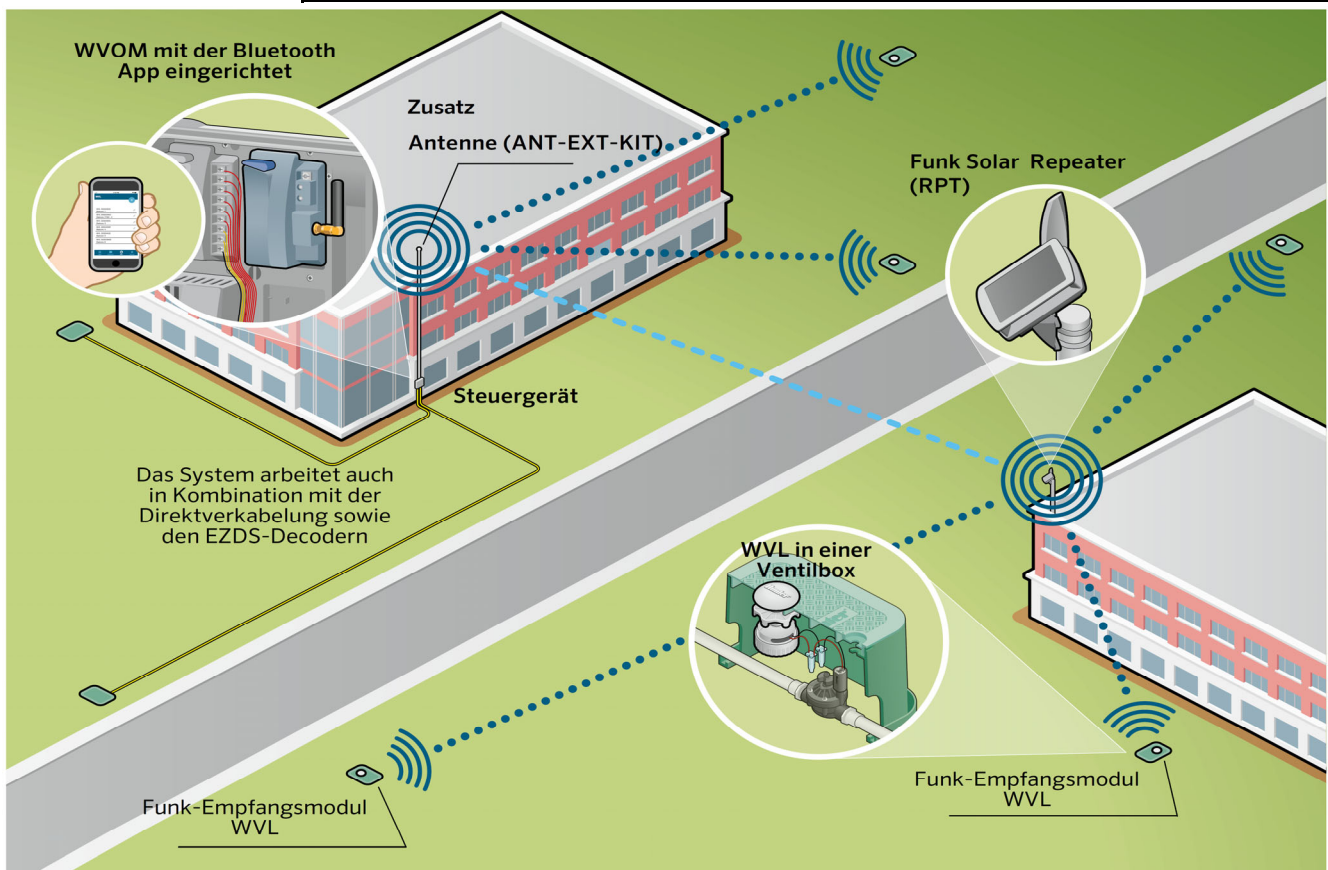 WVOM mit der Bluetooth
App eingerichtet
Zusatz
Antenne (ANT-EXT-KIT)
Funk Solar Repeater
(RPT)
Steuergerät
Das System arbeitet auch
in Kombination mit der
Direktverkabelung sowie
den EZDS-Decodern
WVL in einer
Ventilbox
Funk-Empfangsmodul
WVL
Funk-Empfangsmodul
WVL